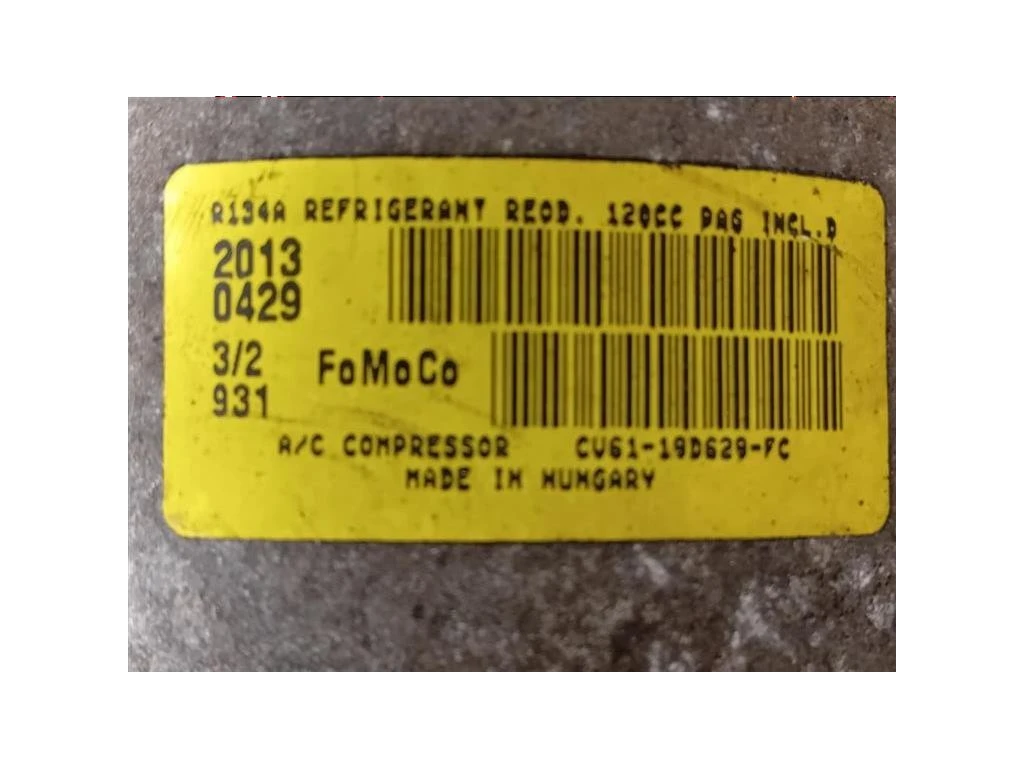 R134A REFRIGERANT REQD. 120CC PAG INCL.D
2013
0429
3/2
FoMoCo
931
A/C COMPRESSOR CV61-19D629-FC
MADE IN HUNGARY